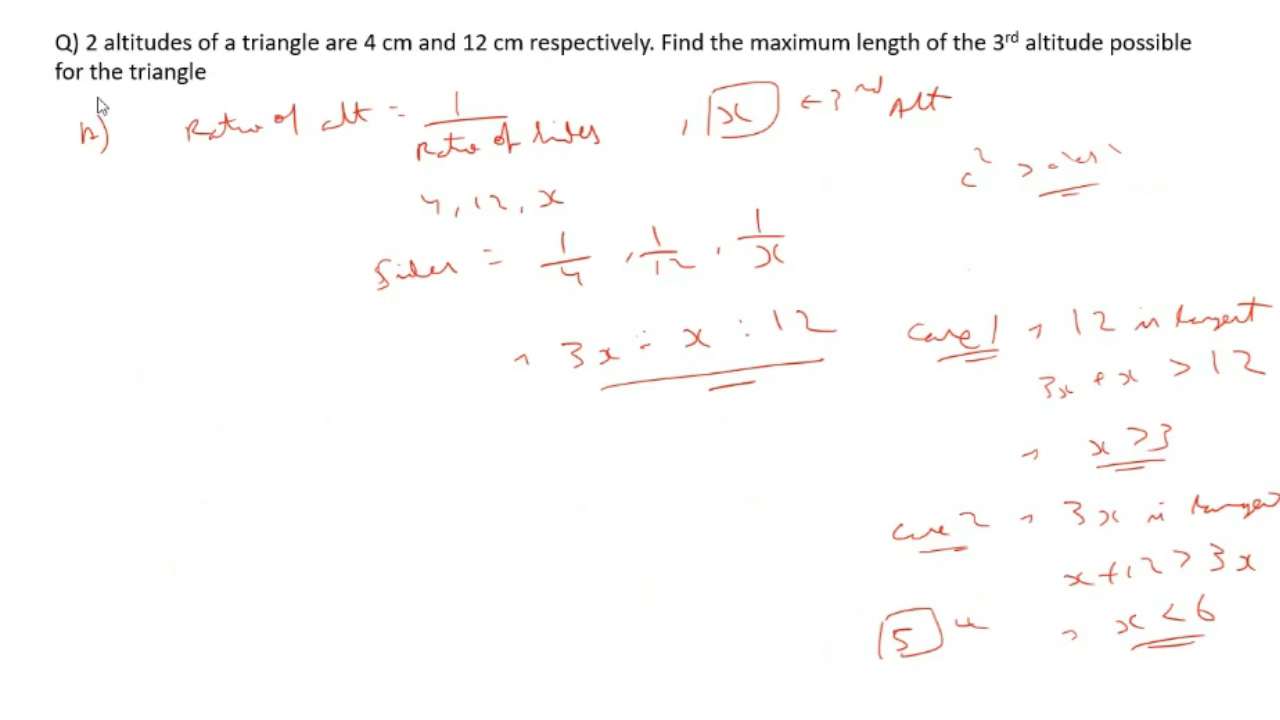 Q) 2 altitudes of a triangle are 4 cm and 12 cm respectively. Find the maximum length of the 3rd altitude possible
for the triangle
A) Ratio of alt = 1 / Ratio of sides , x ← 3rd Alt
c² >
4, 12, x
Sides = 1/4 , 1/12 , 1/x
→ 3x : x : 12
Case 1 → 12 is largest
3x + x > 12
→ x > 3
Case 2 → 3x is largest
x + 12 > 3x
→ x < 6
5